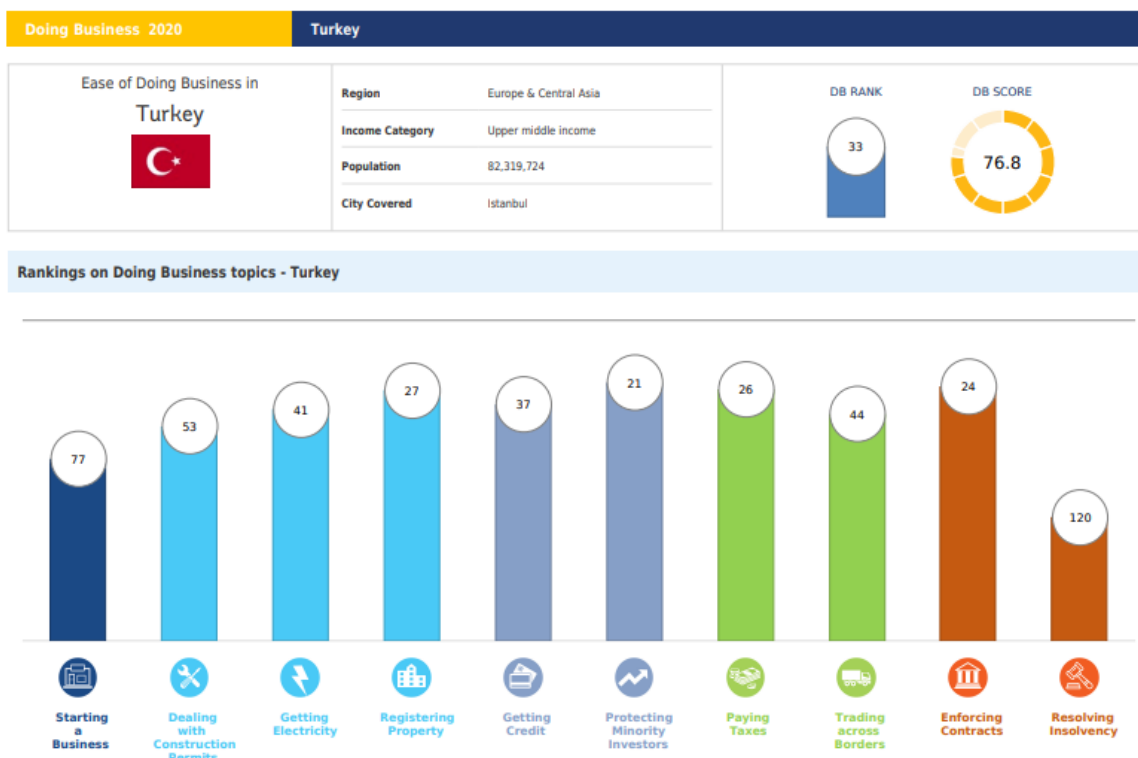 Doing Business 2020
Turkey
Ease of Doing Business in
Turkey
Region Europe & Central Asia
Income Category Upper middle income
Population 82,319,724
City Covered Istanbul
DB RANK
33
DB SCORE
76.8
Rankings on Doing Business topics - Turkey
77
53
41
27
37
21
26
44
24
120
Starting
a
Business
Dealing
with
Construction
Permits
Getting
Electricity
Registering
Property
Getting
Credit
Protecting
Minority
Investors
Paying
Taxes
Trading
across
Borders
Enforcing
Contracts
Resolving
Insolvency